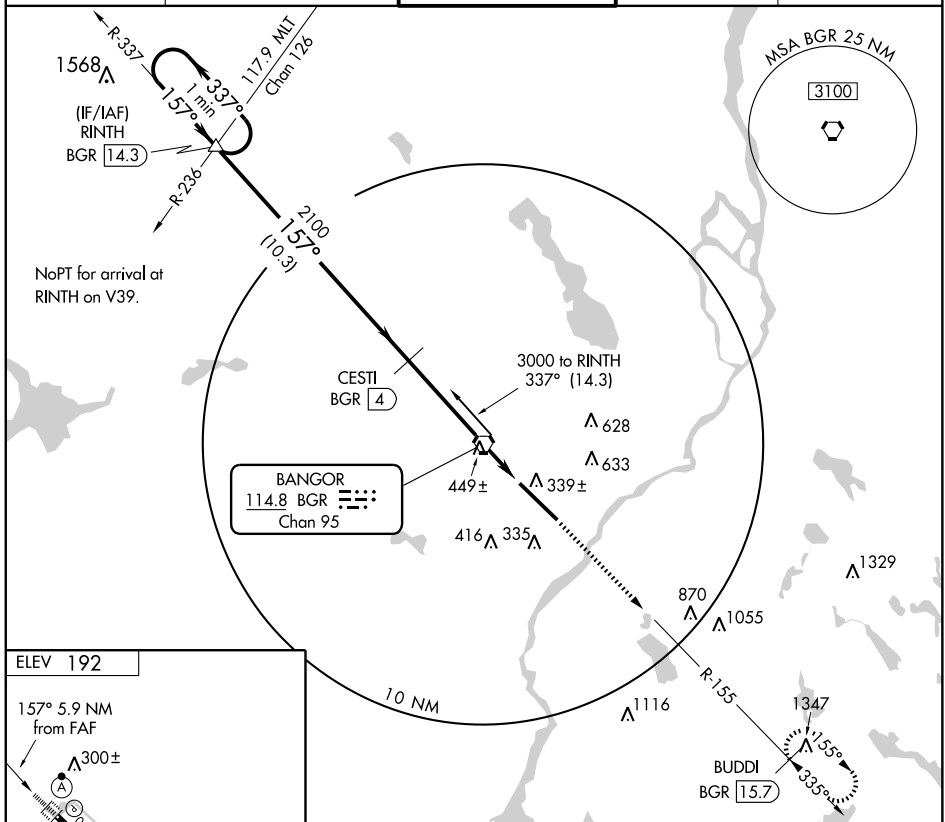 R-337
117.9 MLT
Chan 126
MSA BGR 25 NM
3100
1568
337°
1 min
157°
(IF/IAF)
RINTH
BGR 14.3
R-236
2100
157°
(10.3)
NoPT for arrival at
RINTH on V39.
3000 to RINTH
337° (14.3)
CESTI
BGR 4
628
633
BANGOR
114.8 BGR
Chan 95
449±
339±
416
335
1329
870
1055
ELEV 192
R-155
10 NM
1116
1347
157° 5.9 NM
from FAF
155°
300±
A
335°
BUDDI
BGR 15.7
P